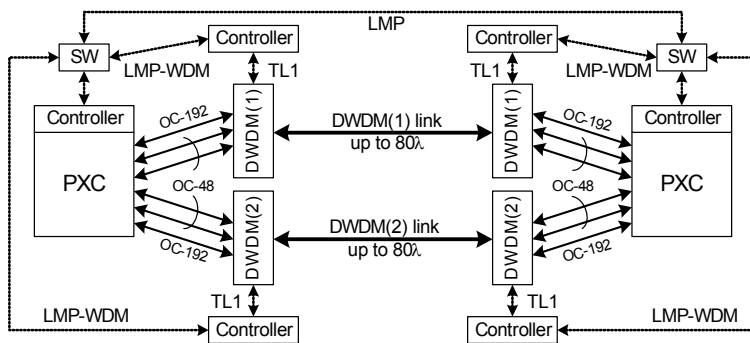 LMP
Controller
Controller
SW
SW
LMP-WDM
LMP-WDM
TL1
TL1
Controller
OC-192
DWDM(1)
DWDM(1) link
up to 80λ
DWDM(1)
OC-192
Controller
PXC
OC-48
OC-48
PXC
DWDM(2)
DWDM(2) link
up to 80λ
DWDM(2)
OC-192
OC-192
TL1
TL1
LMP-WDM
LMP-WDM
Controller
Controller